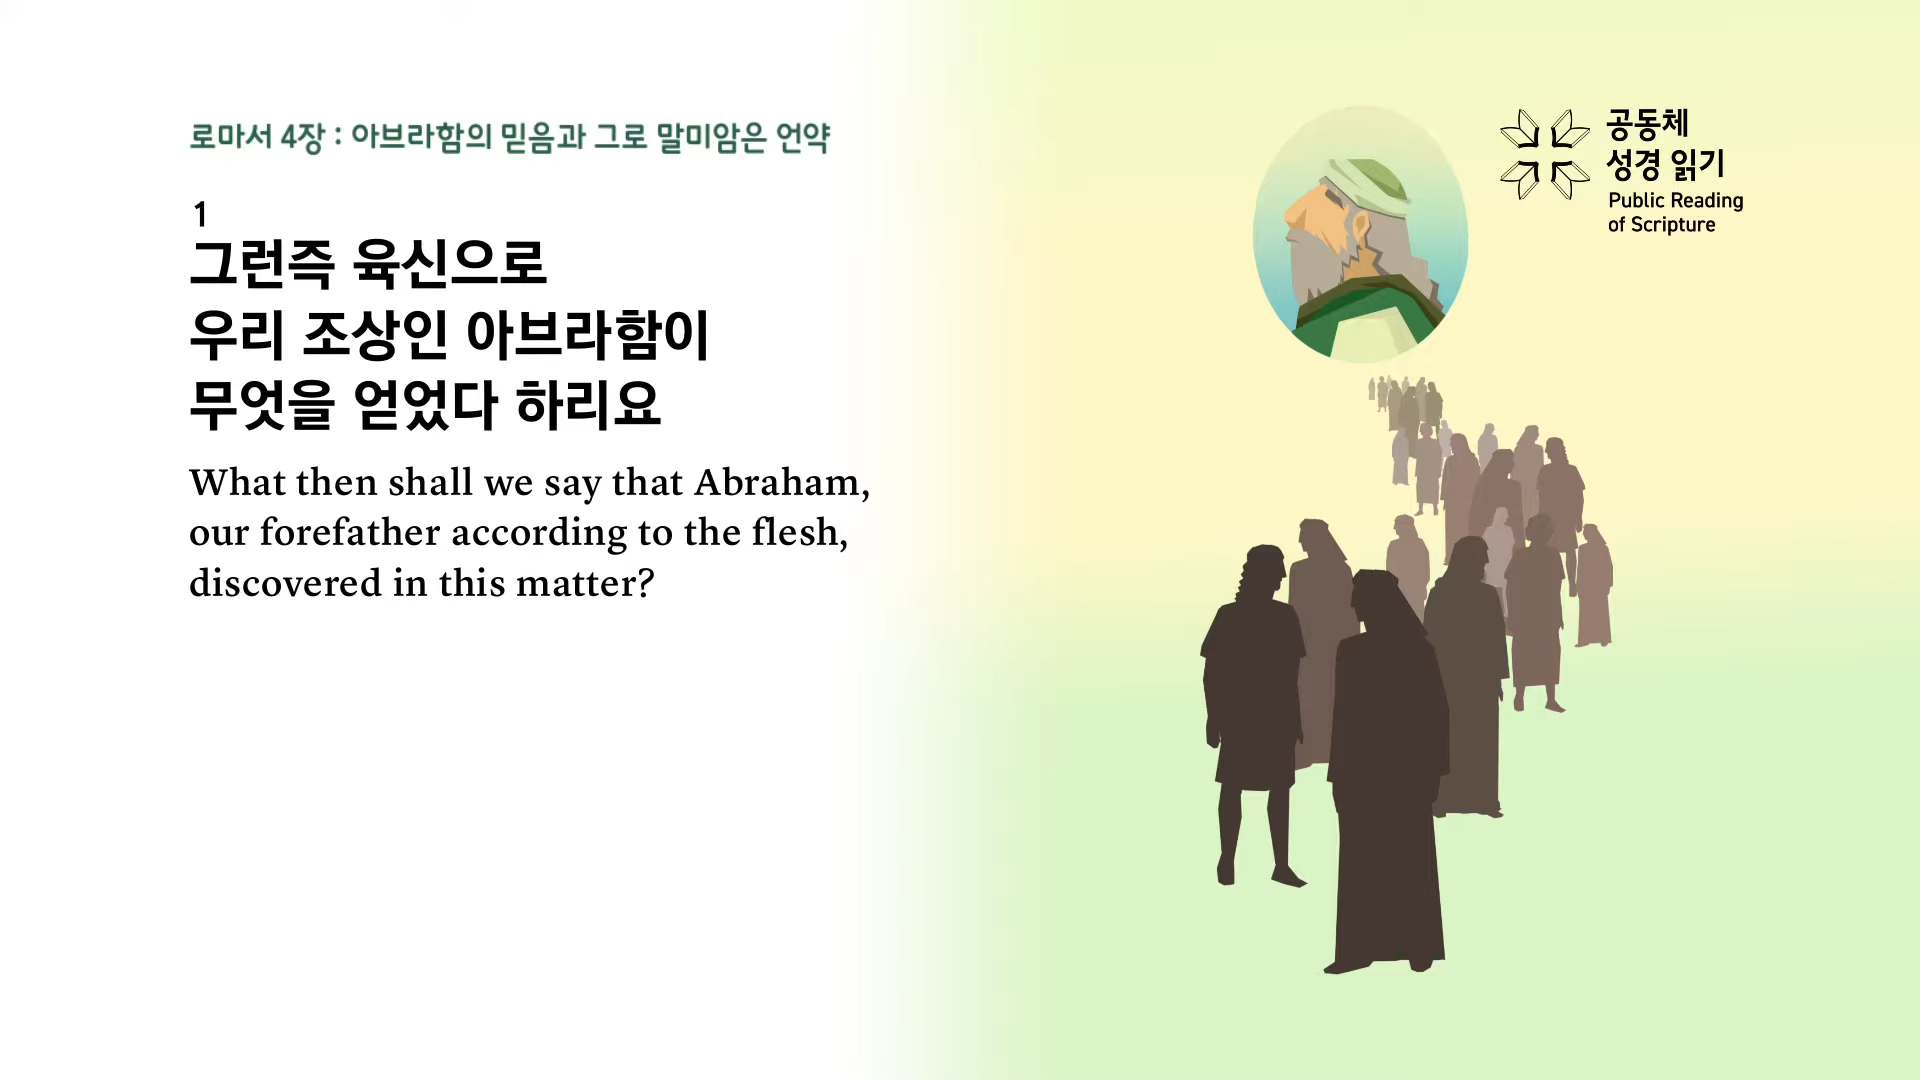 로마서 4장 : 아브라함의 믿음과 그로 말미암은 언약
1
그런즉 육신으로
우리 조상인 아브라함이
무엇을 얻었다 하리요
What then shall we say that Abraham,
our forefather according to the flesh,
discovered in this matter?
공동체
성경 읽기
Public Reading
of Scripture